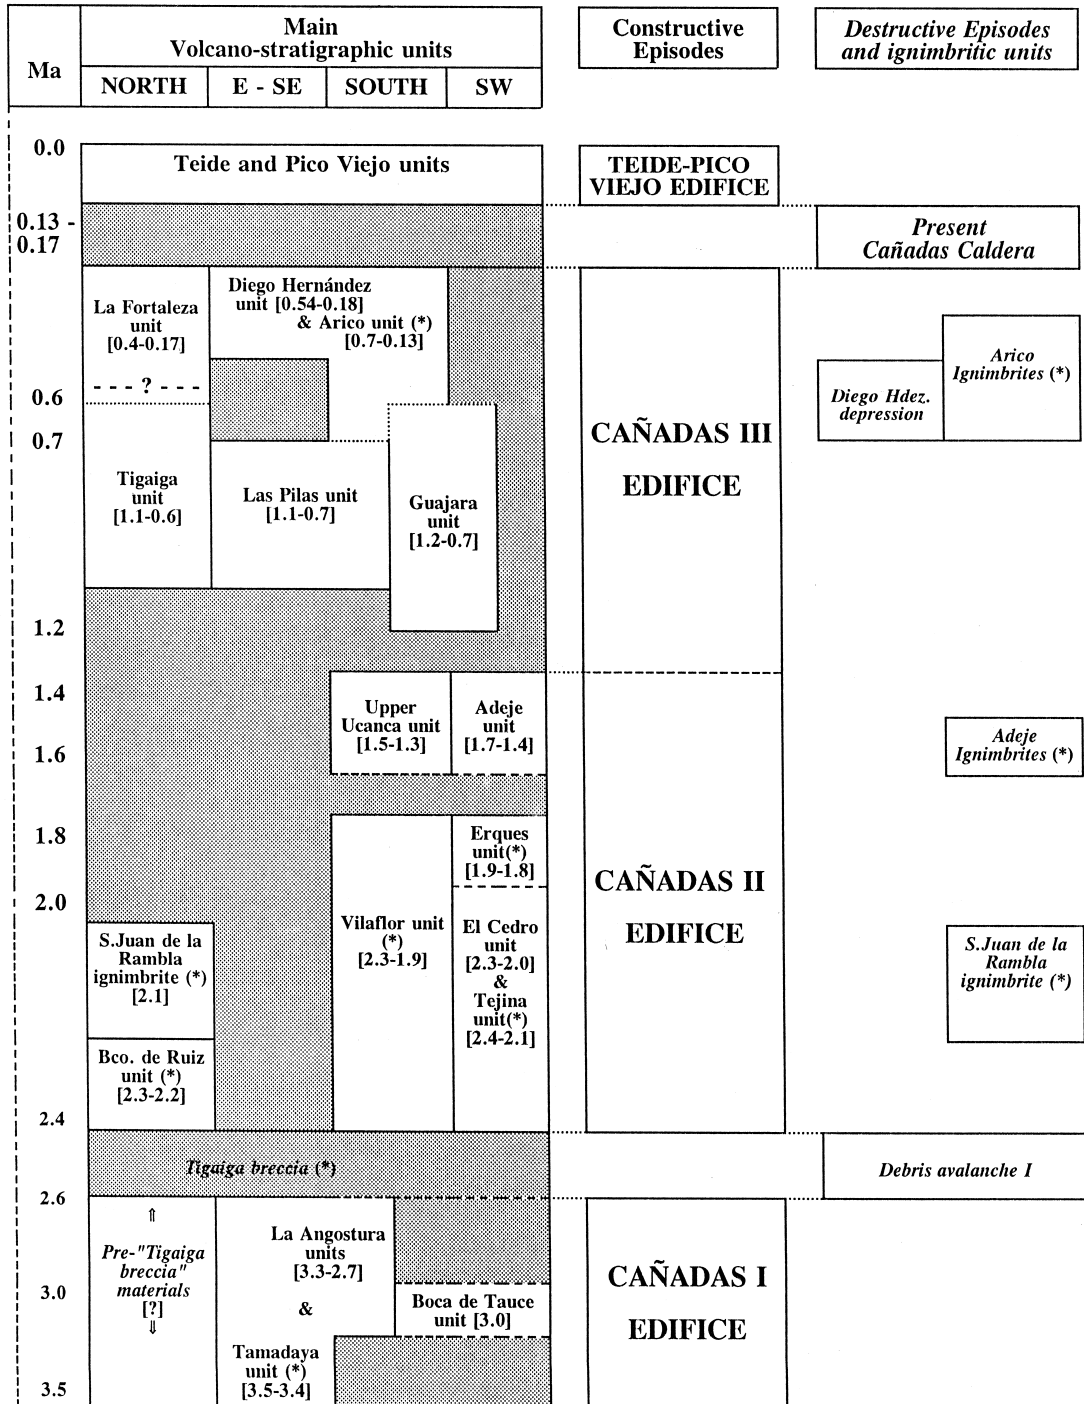 Ma
Main
Volcano-stratigraphic units
NORTH
E - SE
SOUTH
SW
Constructive
Episodes
Destructive Episodes
and ignimbritic units
0.0
Teide and Pico Viejo units
TEIDE-PICO
VIEJO EDIFICE
0.13 -
0.17
Present
Cañadas Caldera
La Fortaleza
unit
[0.4-0.17]
- - - ? - - -
Diego Hernández
unit [0.54-0.18]
& Arico unit (*)
[0.7-0.13]
Arico
Ignimbrites (*)
Diego Hdez.
depression
0.6
0.7
CAÑADAS III
EDIFICE
Tigaiga
unit
[1.1-0.6]
Las Pilas unit
[1.1-0.7]
Guajara
unit
[1.2-0.7]
1.2
1.4
Upper
Ucanca unit
[1.5-1.3]
Adeje
unit
[1.7-1.4]
Adeje
Ignimbrites (*)
1.6
1.8
Erques
unit(*)
[1.9-1.8]
CAÑADAS II
EDIFICE
2.0
S.Juan de la
Rambla
ignimbrite (*)
[2.1]
Vilaflor unit
(*)
[2.3-1.9]
El Cedro
unit
[2.3-2.0]
&
Tejina
unit(*)
[2.4-2.1]
S.Juan de la
Rambla
ignimbrite (*)
Bco. de Ruiz
unit (*)
[2.3-2.2]
2.4
Tigaiga breccia (*)
Debris avalanche I
2.6
⇑
Pre-"Tigaiga
breccia"
materials
[?]
⇓
La Angostura
units
[3.3-2.7]
&
Tamadaya
unit (*)
[3.5-3.4]
Boca de Tauce
unit [3.0]
CAÑADAS I
EDIFICE
3.0
3.5